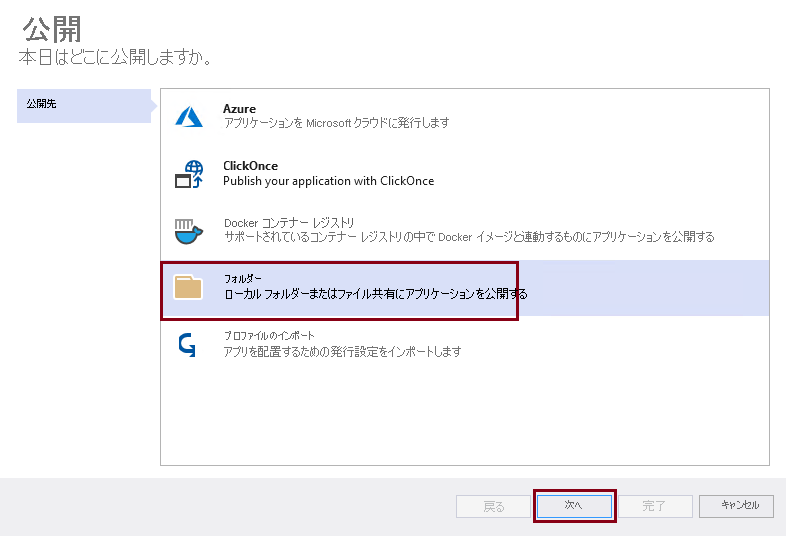 公開
本日はどこに公開しますか。
公開先
Azure
アプリケーションを Microsoft クラウドに発行します
ClickOnce
Publish your application with ClickOnce
Docker コンテナー レジストリ
サポートされているコンテナー レジストリの中で Docker イメージと連動するものにアプリケーションを公開する
フォルダー
ローカル フォルダーまたはファイル共有にアプリケーションを公開する
プロファイルのインポート
アプリを配置するための発行設定をインポートします
戻る
次へ
完了
キャンセル